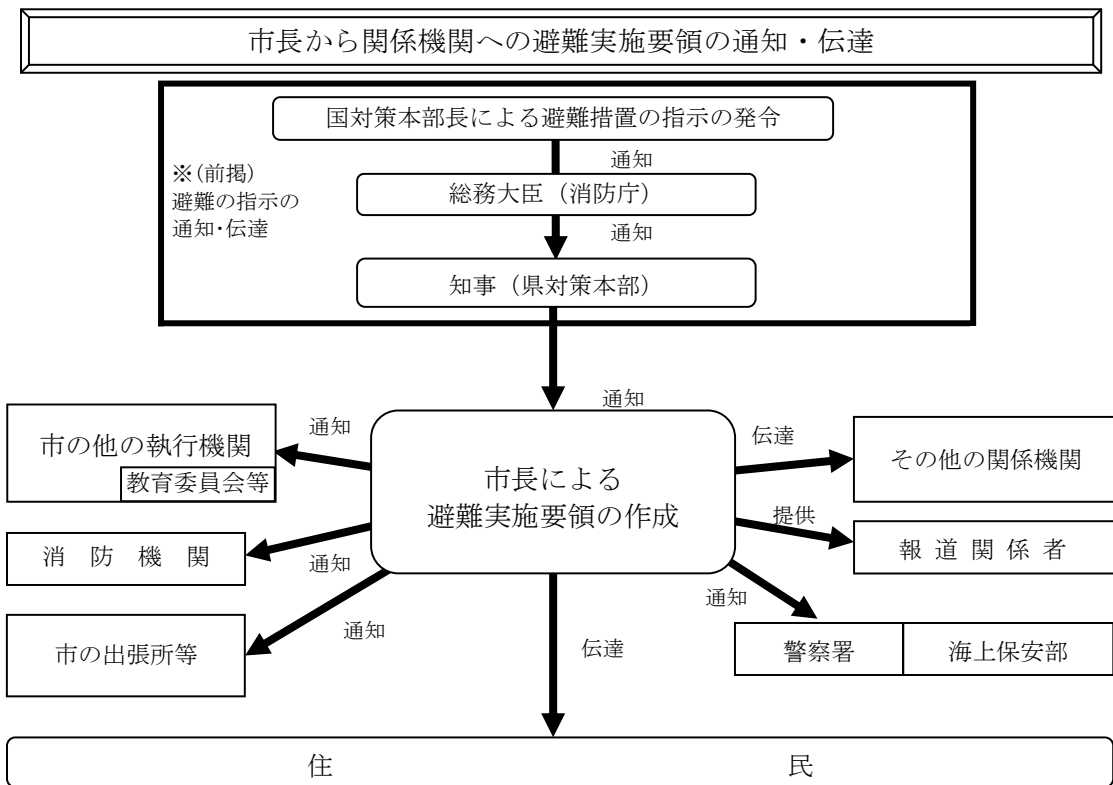 市長から関係機関への避難実施要領の通知・伝達
国対策本部長による避難措置の指示の発令
通知
※(前掲)
避難の指示の
通知・伝達
総務大臣（消防庁）
通知
知事（県対策本部）
通知
市の他の執行機関
教育委員会等
通知
市長による
避難実施要領の作成
伝達
その他の関係機関
消防機関
通知
提供
報道関係者
市の出張所等
通知
伝達
通知
警察署
海上保安部
住民